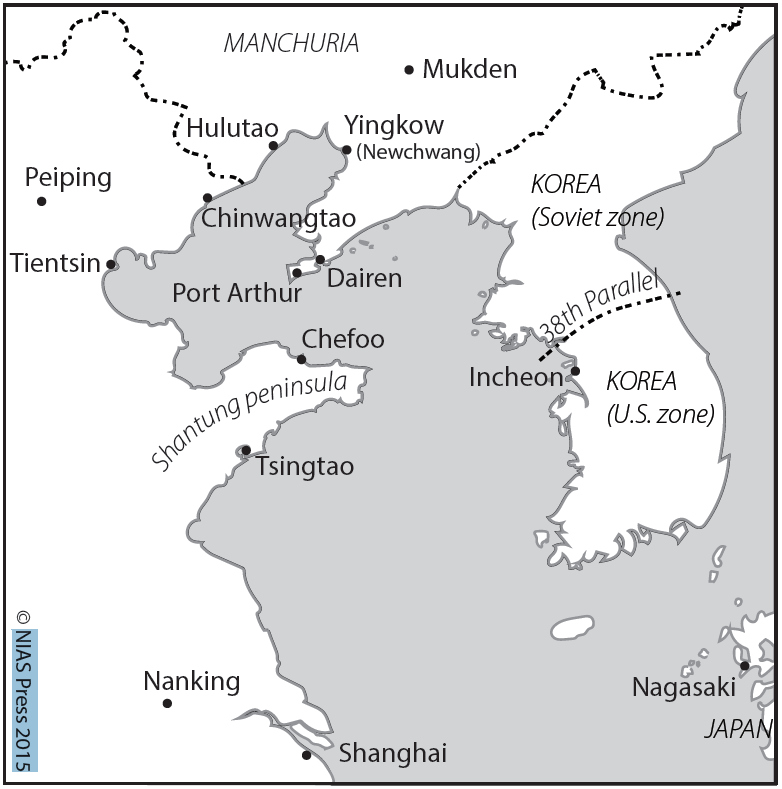 MANCHURIA
Mukden
Hulutao
Yingkow
(Newchwang)
Peiping
KOREA
(Soviet zone)
Chinwangtao
Tientsin
Dairen
Port Arthur
38th Parallel
Chefoo
Incheon
KOREA
(U.S. zone)
Shantung peninsula
Tsingtao
© NIAS Press 2015
Nanking
Nagasaki
JAPAN
Shanghai